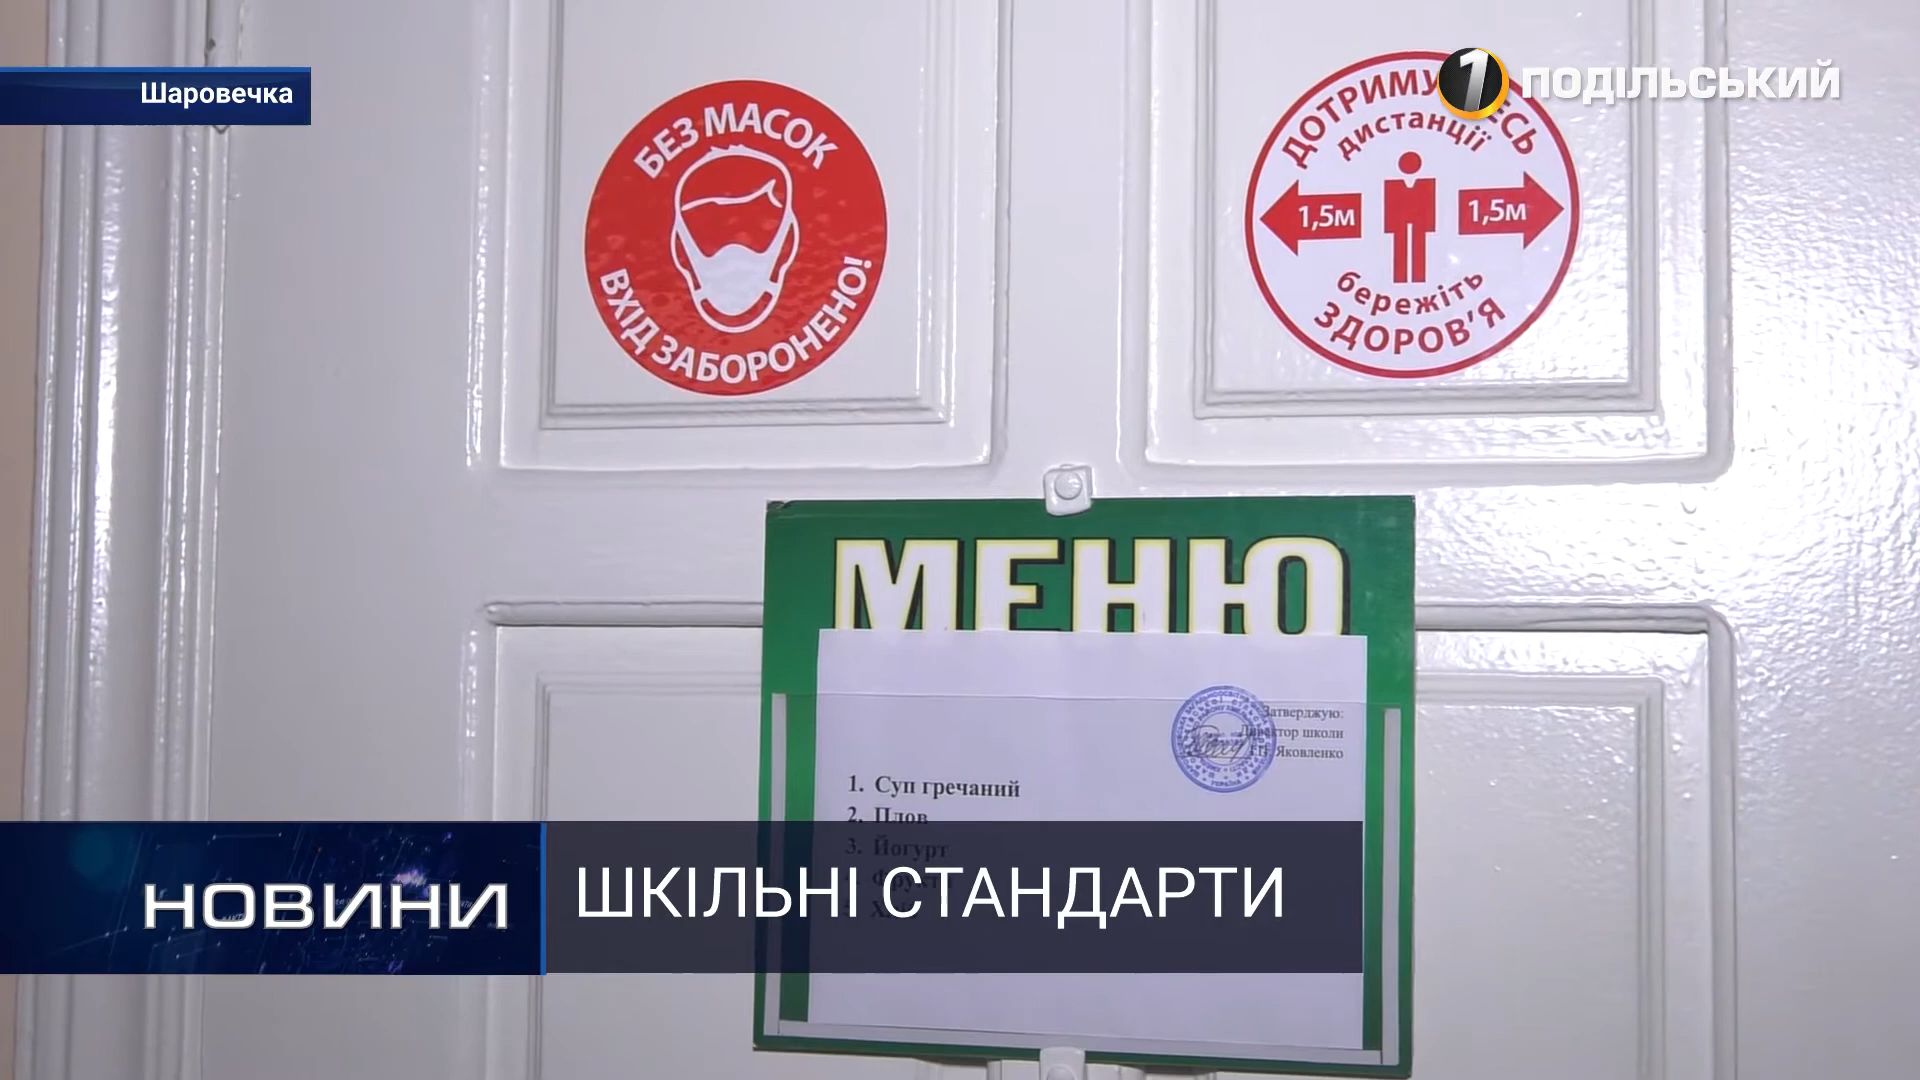 Шаровечка
1 ПОДІЛЬСЬКИЙ
БЕЗ МАСОК
ВХІД ЗАБОРОНЕНО!
дистанції
1,5м 1,5м
бережіть
ЗДОРОВ'Я
МЕНЮ
Затверджую:
Директор школи
Яковленко
1. Суп гречаний
2. Плов
3. Йогурт
НОВИНИ
ШКІЛЬНІ СТАНДАРТИ